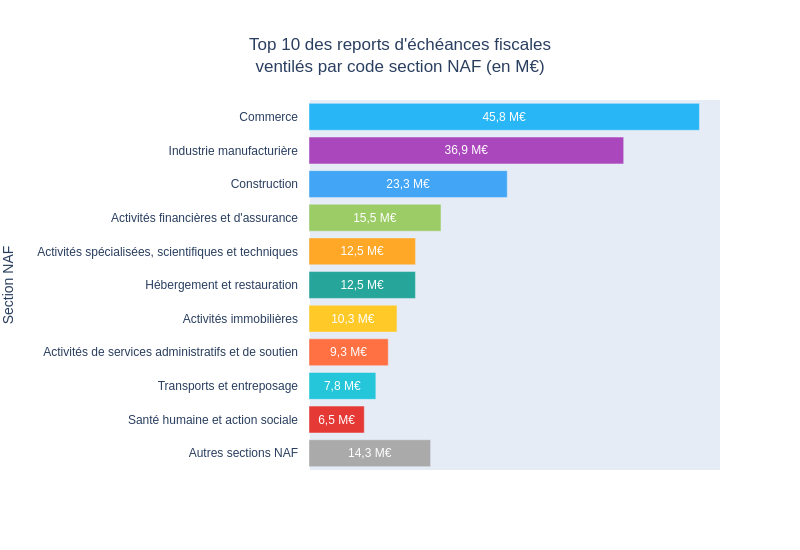 Top 10 des reports d'échéances fiscales
ventilés par code section NAF (en M€)
Section NAF
Commerce 45,8 M€
Industrie manufacturière 36,9 M€
Construction 23,3 M€
Activités financières et d'assurance 15,5 M€
Activités spécialisées, scientifiques et techniques 12,5 M€
Hébergement et restauration 12,5 M€
Activités immobilières 10,3 M€
Activités de services administratifs et de soutien 9,3 M€
Transports et entreposage 7,8 M€
Santé humaine et action sociale 6,5 M€
Autres sections NAF 14,3 M€